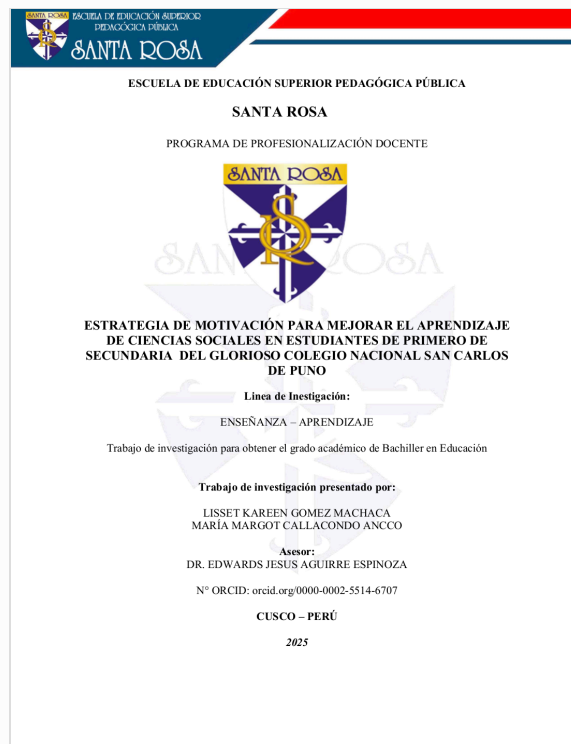 ESCUELA DE EDUCACIÓN SUPERIOR
PEDAGÓGICA PÚBLICA
SANTA ROSA
SANTA ROSA
ESCUELA DE EDUCACIÓN SUPERIOR PEDAGÓGICA PÚBLICA
SANTA ROSA
PROGRAMA DE PROFESIONALIZACIÓN DOCENTE
SANTA ROSA
SANTA ROSA
ESTRATEGIA DE MOTIVACIÓN PARA MEJORAR EL APRENDIZAJE
DE CIENCIAS SOCIALES EN ESTUDIANTES DE PRIMERO DE
SECUNDARIA DEL GLORIOSO COLEGIO NACIONAL SAN CARLOS
DE PUNO
Linea de Inestigación:
ENSEÑANZA – APRENDIZAJE
Trabajo de investigación para obtener el grado académico de Bachiller en Educación
Trabajo de investigación presentado por:
LISSET KAREEN GOMEZ MACHACA
MARÍA MARGOT CALLACONDO ANCCO
Asesor:
DR. EDWARDS JESUS AGUIRRE ESPINOZA
N° ORCID: orcid.org/0000-0002-5514-6707
CUSCO – PERÚ
2025